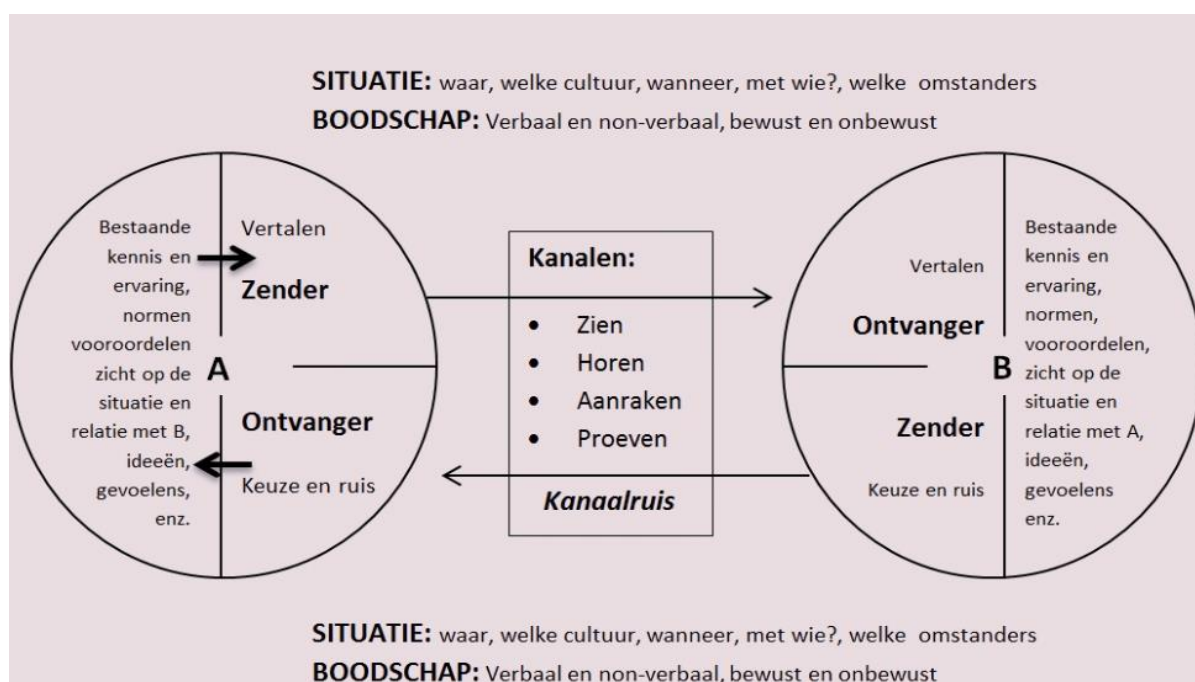 SITUATIE: waar, welke cultuur, wanneer, met wie?, welke omstanders
BOODSCHAP: Verbaal en non-verbaal, bewust en onbewust
Bestaande
kennis en
ervaring,
normen
vooroordelen
zicht op de
situatie en
relatie met B,
ideeën,
gevoelens,
enz.
A
Vertalen
Zender
Ontvanger
Keuze en ruis
Kanalen:
• Zien
• Horen
• Aanraken
• Proeven
Kanaalruis
Vertalen
Ontvanger
Zender
Keuze en ruis
B
Bestaande
kennis en
ervaring,
normen,
vooroordelen,
zicht op de
situatie en
relatie met A,
ideeën,
gevoelens
enz.
SITUATIE: waar, welke cultuur, wanneer, met wie?, welke omstanders
BOODSCHAP: Verbaal en non-verbaal, bewust en onbewust